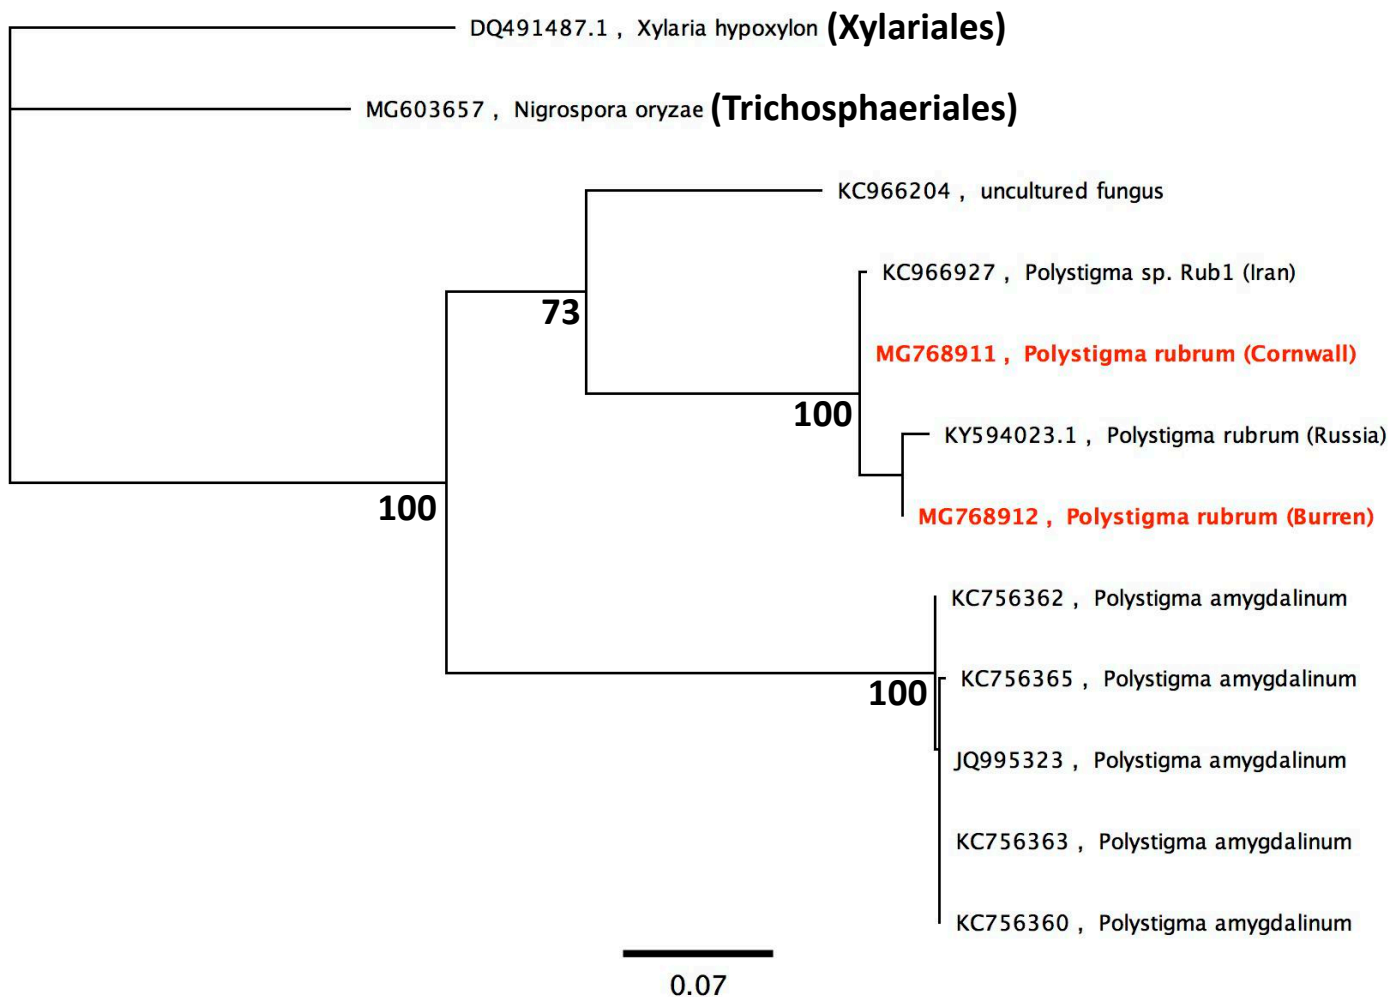 DQ491487.1 , Xylaria hypoxylon (Xylariales)
MG603657 , Nigrospora oryzae (Trichosphaeriales)
KC966204 , uncultured fungus
KC966927 , Polystigma sp. Rub1 (Iran)
73
MG768911 , Polystigma rubrum (Cornwall)
100
KY594023.1 , Polystigma rubrum (Russia)
100
MG768912 , Polystigma rubrum (Burren)
KC756362 , Polystigma amygdalinum
KC756365 , Polystigma amygdalinum
100
JQ995323 , Polystigma amygdalinum
KC756363 , Polystigma amygdalinum
KC756360 , Polystigma amygdalinum
0.07